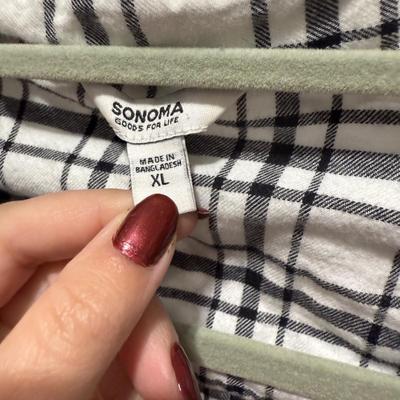 SONOMA
GOODS FOR LIFE
MADE IN
BANGLADESH
XL